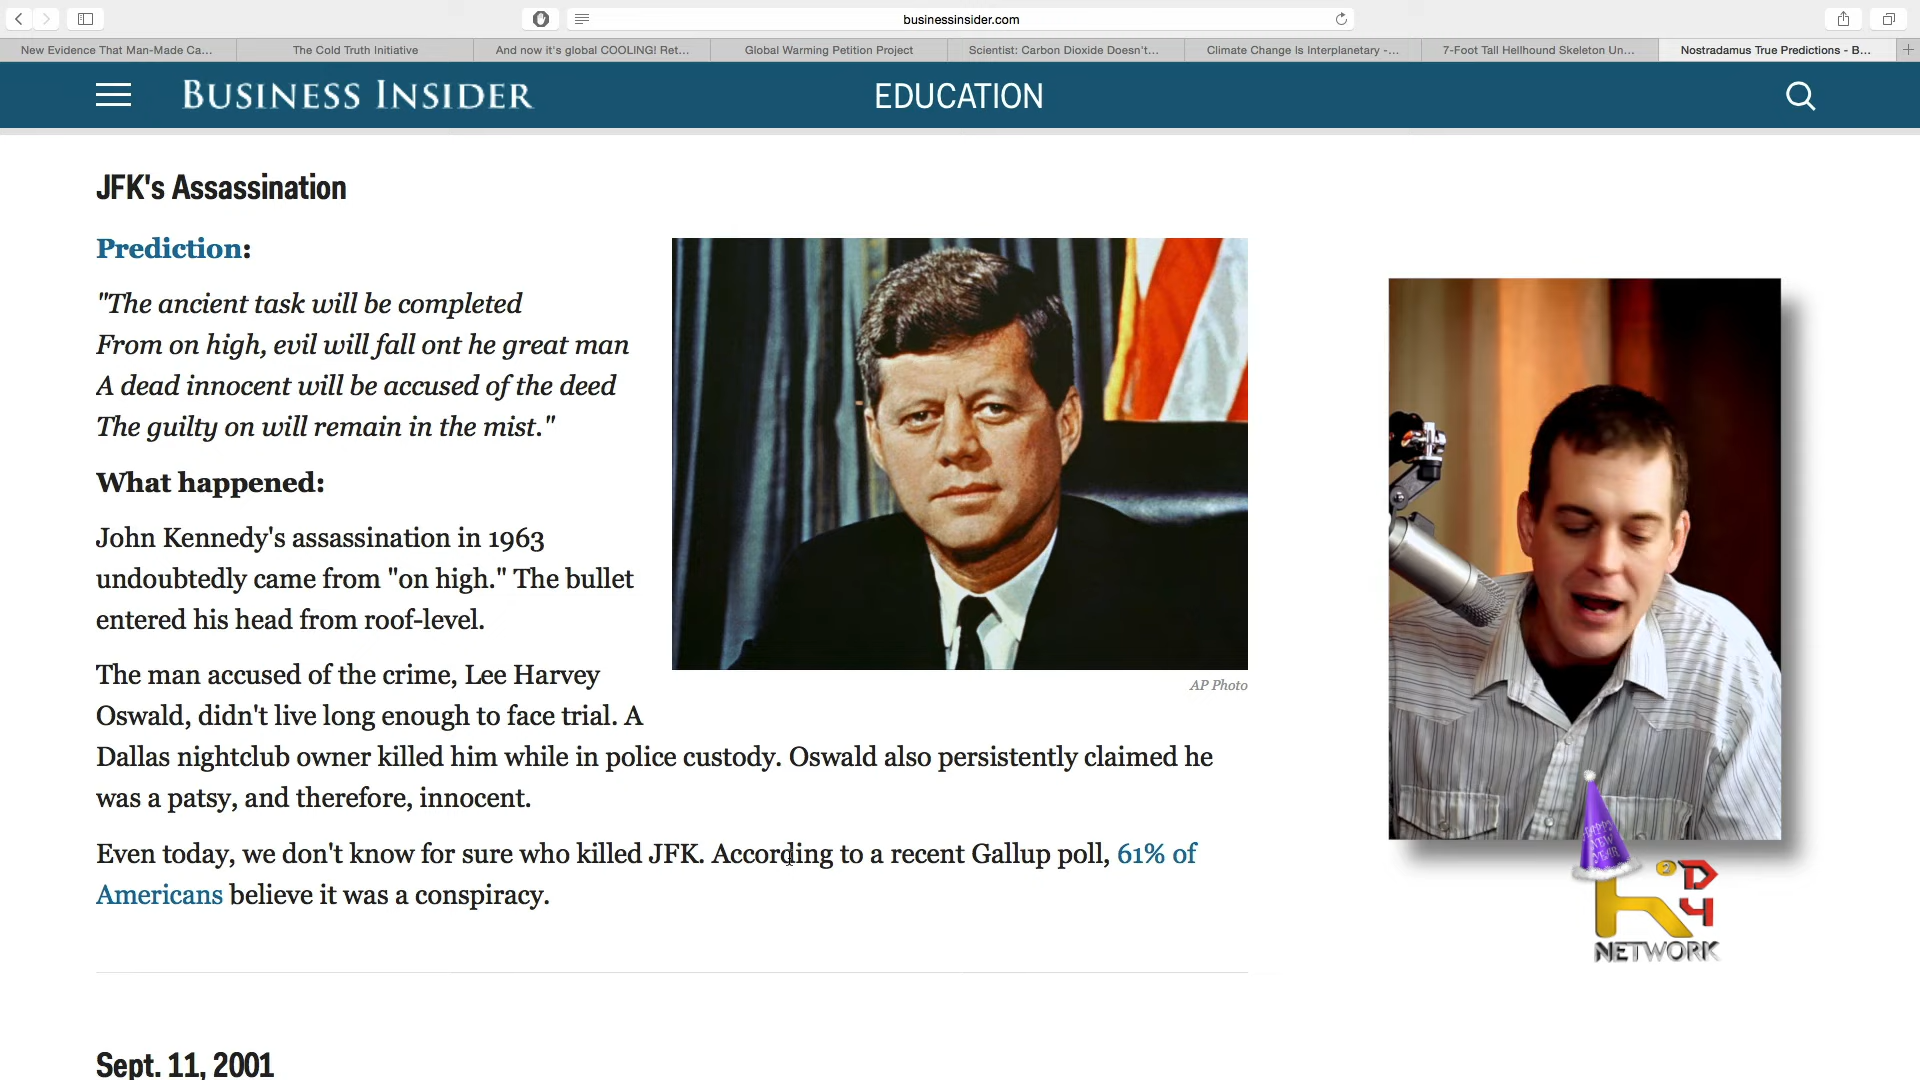 businessinsider.com
New Evidence That Man-Made Ca...
The Cold Truth Initiative
And now it's global COOLING! Ret...
Global Warming Petition Project
Scientist: Carbon Dioxide Doesn't...
Climate Change Is Interplanetary -...
7-Foot Tall Hellhound Skeleton Un...
Nostradamus True Predictions - B...
BUSINESS INSIDER
EDUCATION
JFK's Assassination
Prediction:
"The ancient task will be completed
From on high, evil will fall ont he great man
A dead innocent will be accused of the deed
The guilty on will remain in the mist."
What happened:
John Kennedy's assassination in 1963
undoubtedly came from "on high." The bullet
entered his head from roof-level.
AP Photo
The man accused of the crime, Lee Harvey
Oswald, didn't live long enough to face trial. A
Dallas nightclub owner killed him while in police custody. Oswald also persistently claimed he
was a patsy, and therefore, innocent.
Even today, we don't know for sure who killed JFK. According to a recent Gallup poll, 61% of
Americans believe it was a conspiracy.
HAPPY
NEW
YEAR
NETWORK
Sept. 11, 2001